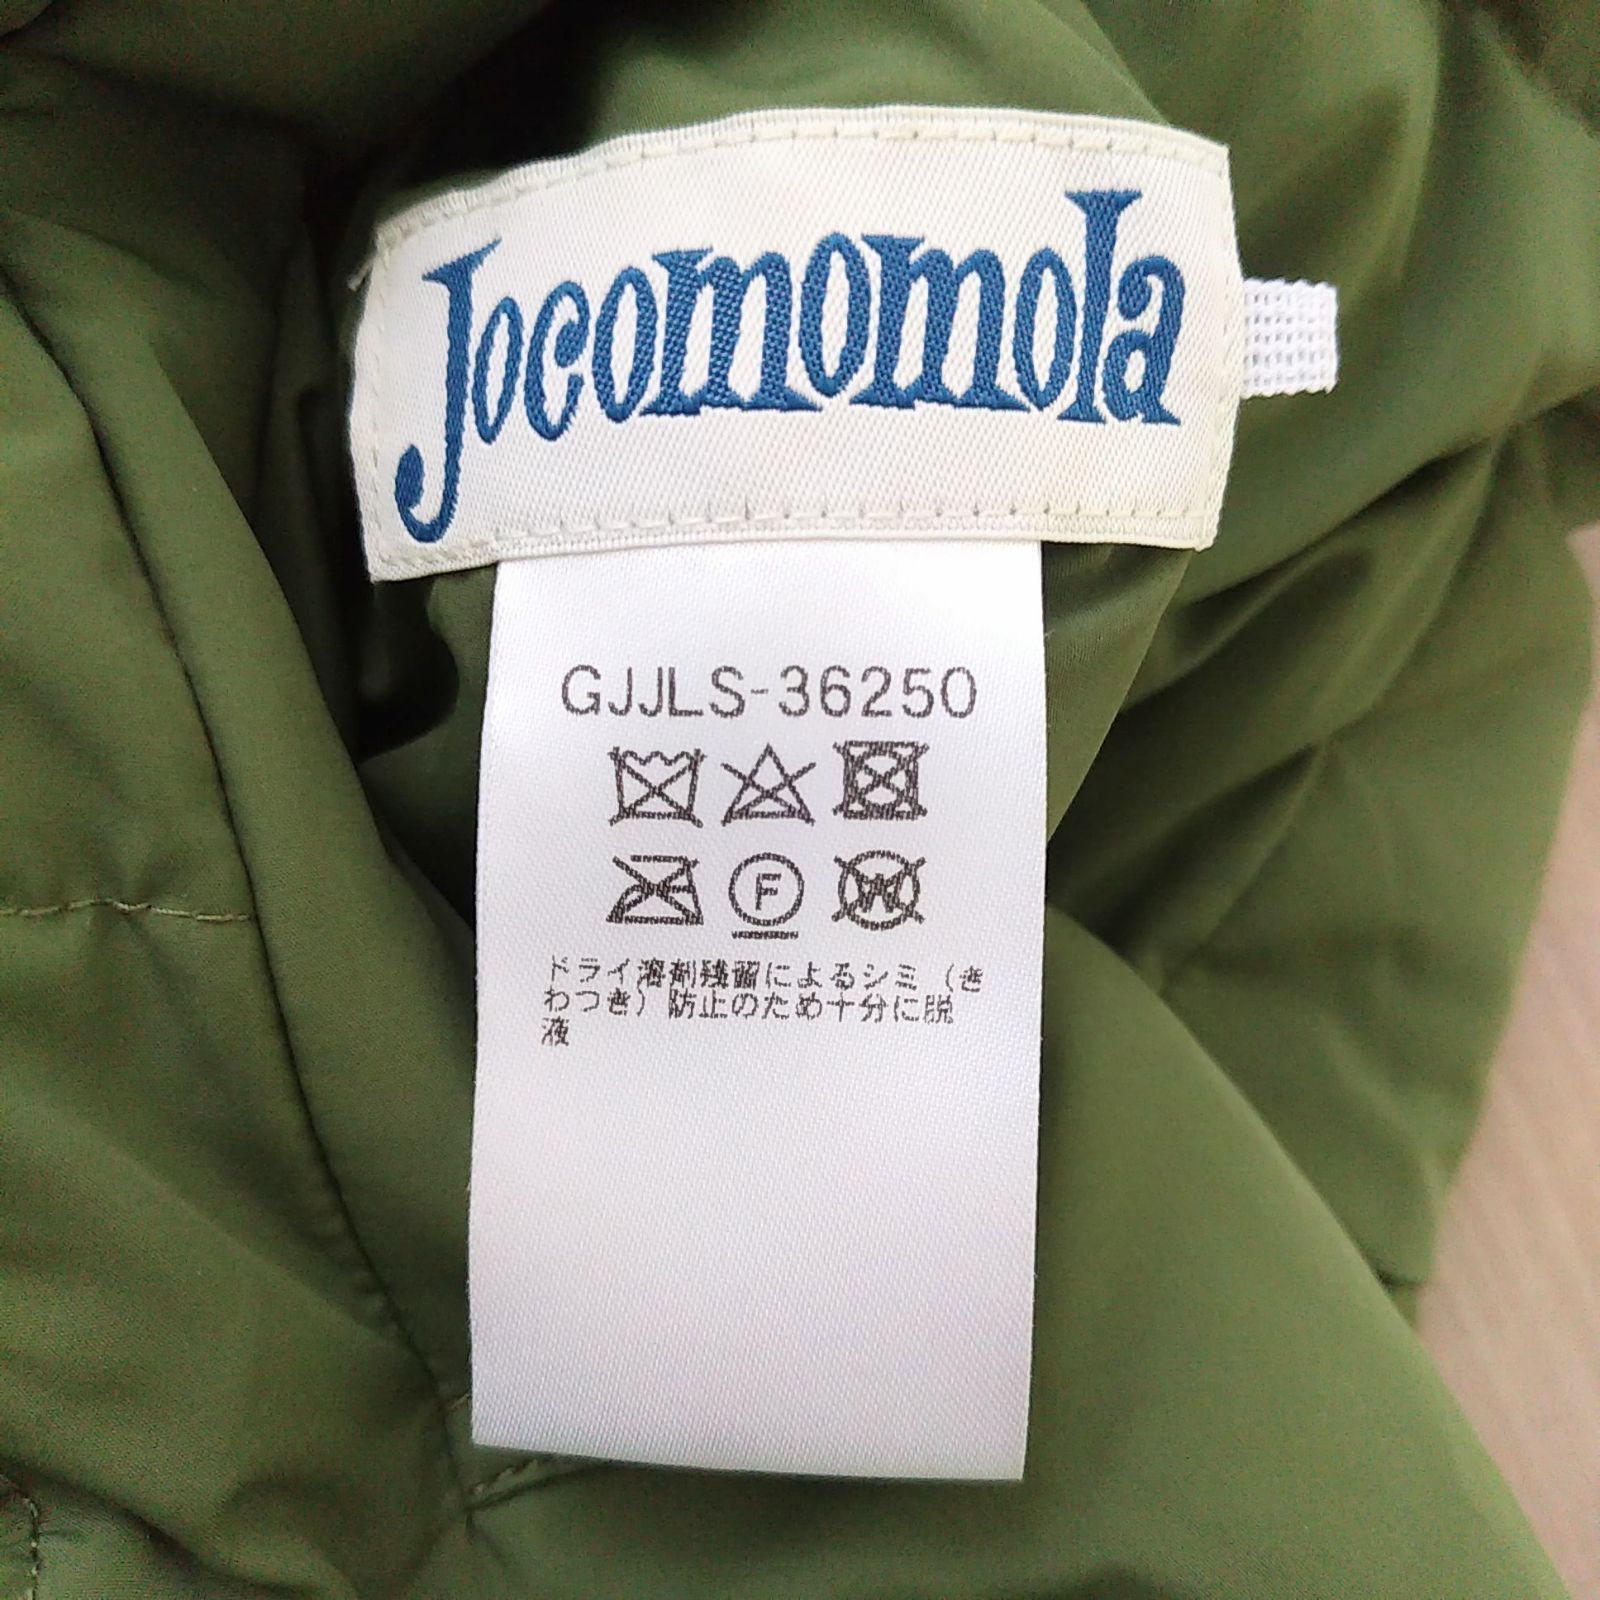 Jocomomola
GJJLS-36250
F
W
ドライ溶剤残留によるシミ（き
わつき）防止のため十分に脱
液